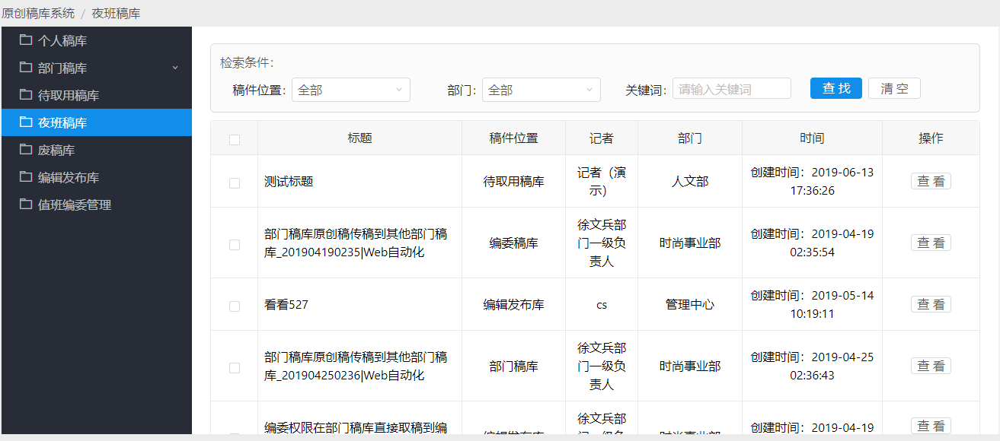 原创稿库系统 / 夜班稿库
个人稿库
部门稿库
待取用稿库
夜班稿库
废稿库
编辑发布库
值班编委管理
检索条件:
稿件位置: 全部 部门: 全部 关键词: 请输入关键词 查 找 清 空
标题 稿件位置 记者 部门 时间 操作
测试标题 待取用稿库 记者（演 人文部 创建时间：2019-06-13 查 看
示） 17:36:26
部门稿库原创稿传稿到其他部门稿 编委稿库 徐文兵部 时尚事业部 创建时间：2019-04-19 查 看
库_201904190235|Web自动化 门一级负 02:35:54
责人
看看527 编辑发布库 cs 管理中心 创建时间：2019-05-14 查 看
10:19:11
部门稿库原创稿传稿到其他部门稿 部门稿库 徐文兵部 时尚事业部 创建时间：2019-04-25 查 看
库_201904250236|Web自动化 门一级负 02:36:43
责人
编委权限在部门稿库直接取稿到编 徐文兵部 创建时间：2019-04-19 查 看